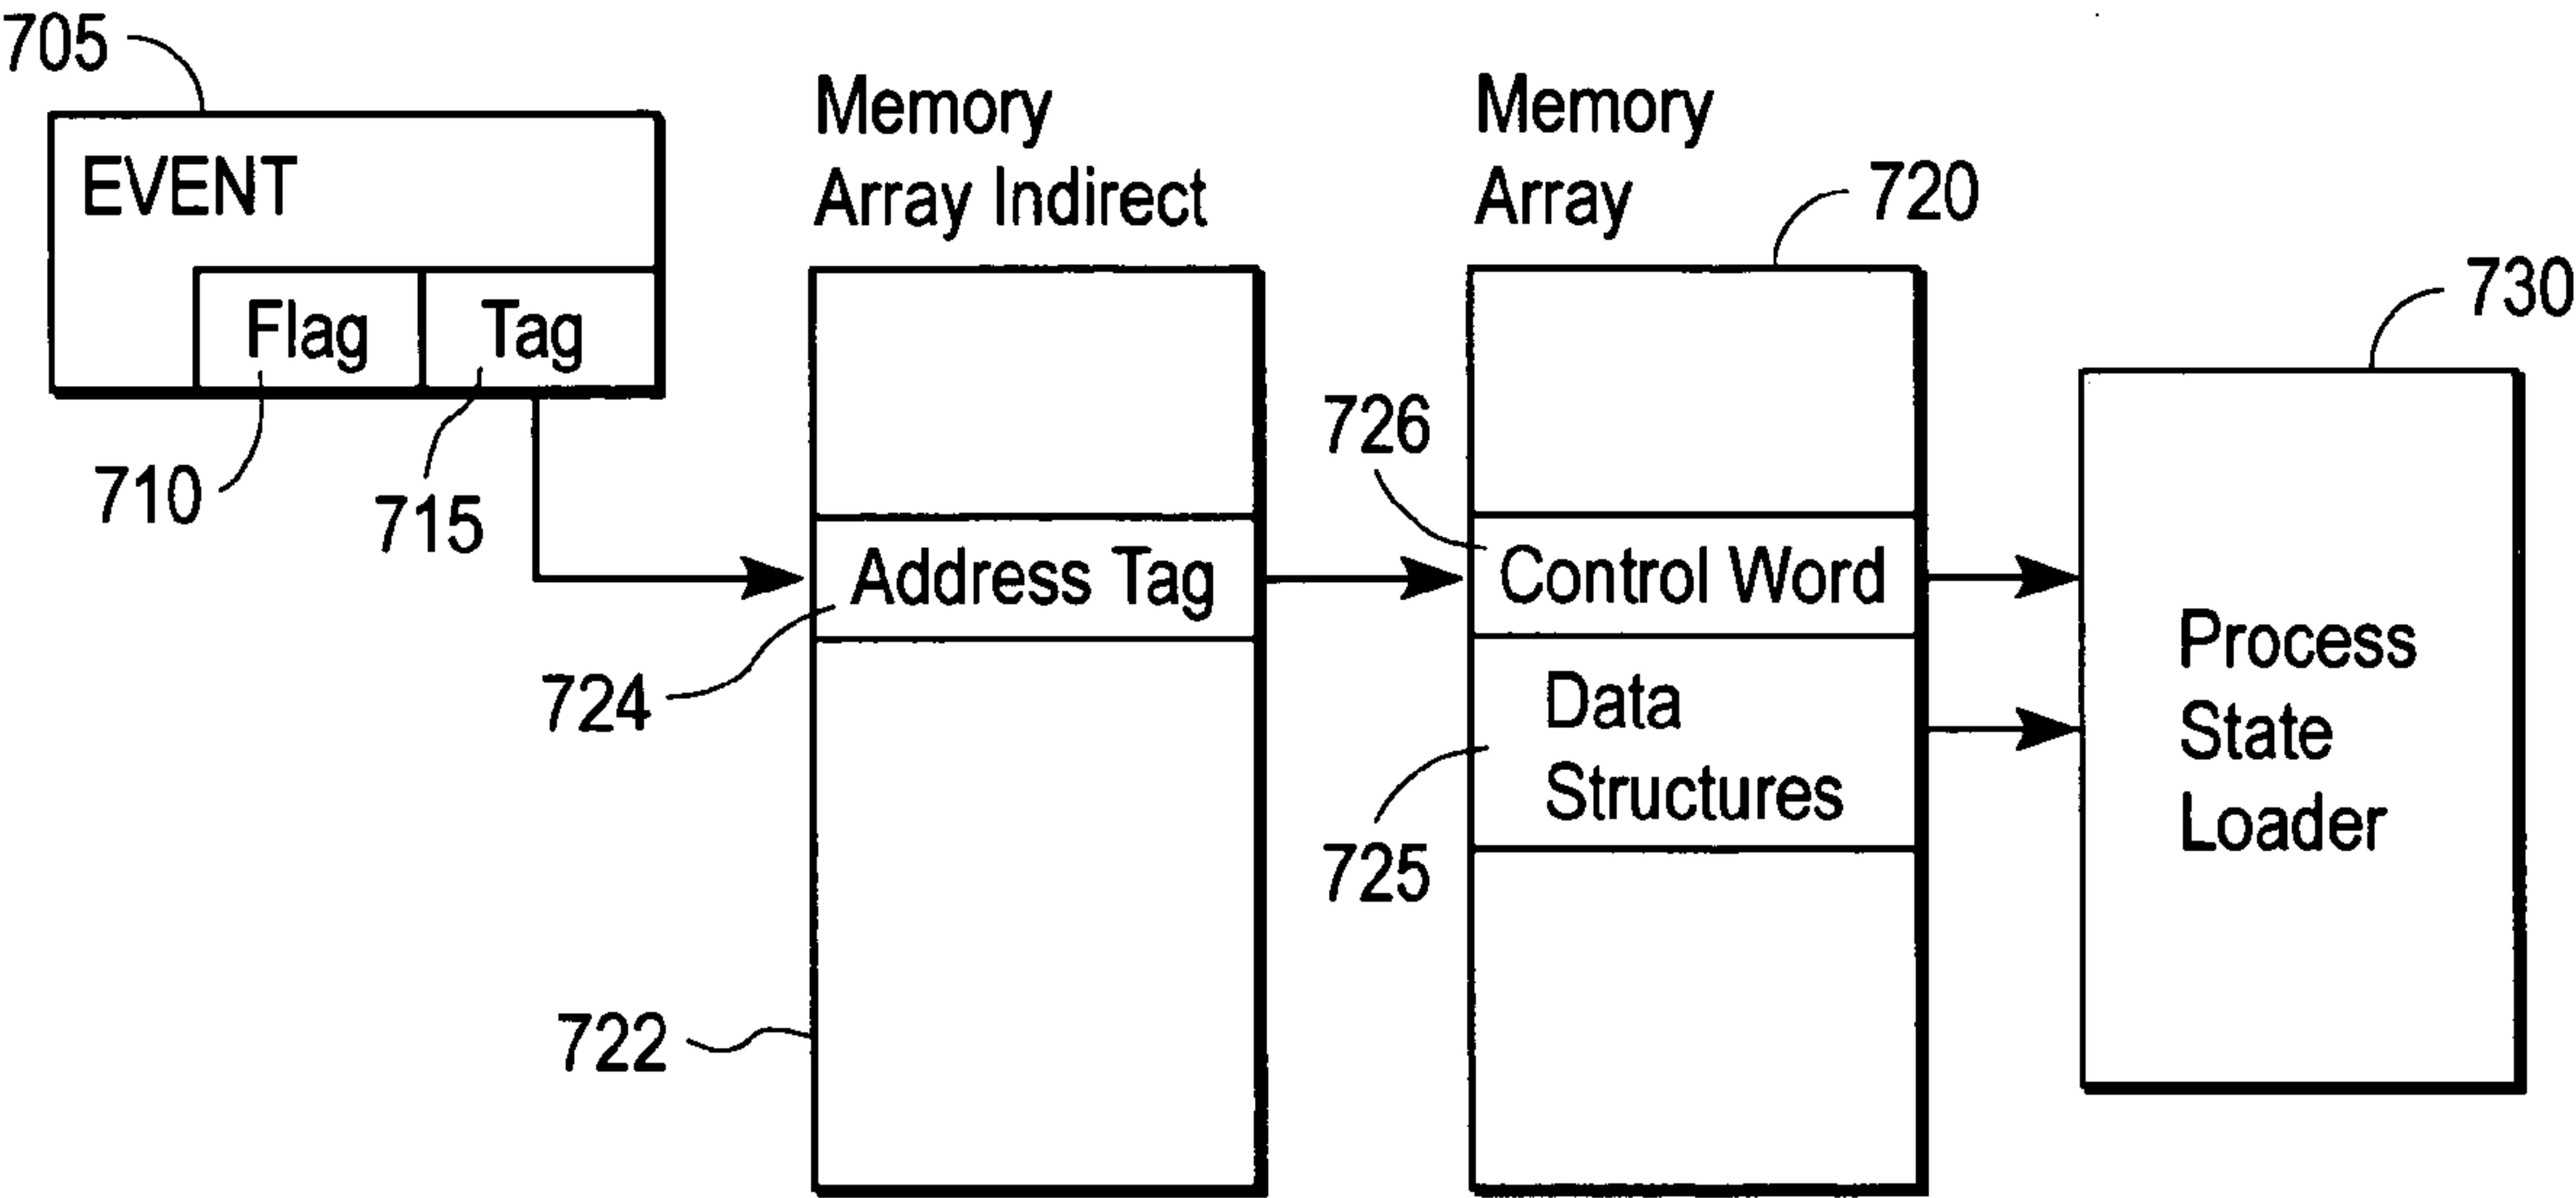 705
EVENT
Flag
Tag
710
715
Memory
Array Indirect
Address Tag
724
722
Memory
Array
720
726
Control Word
Data
Structures
725
730
Process
State
Loader